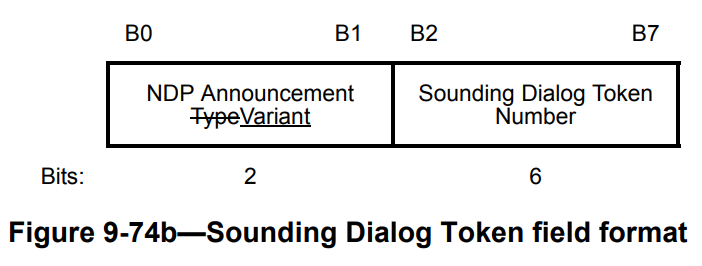 B0 B1 B2 B7
NDP Announcement Sounding Dialog Token
TypeVariant Number
Bits: 2 6
Figure 9-74b—Sounding Dialog Token field format